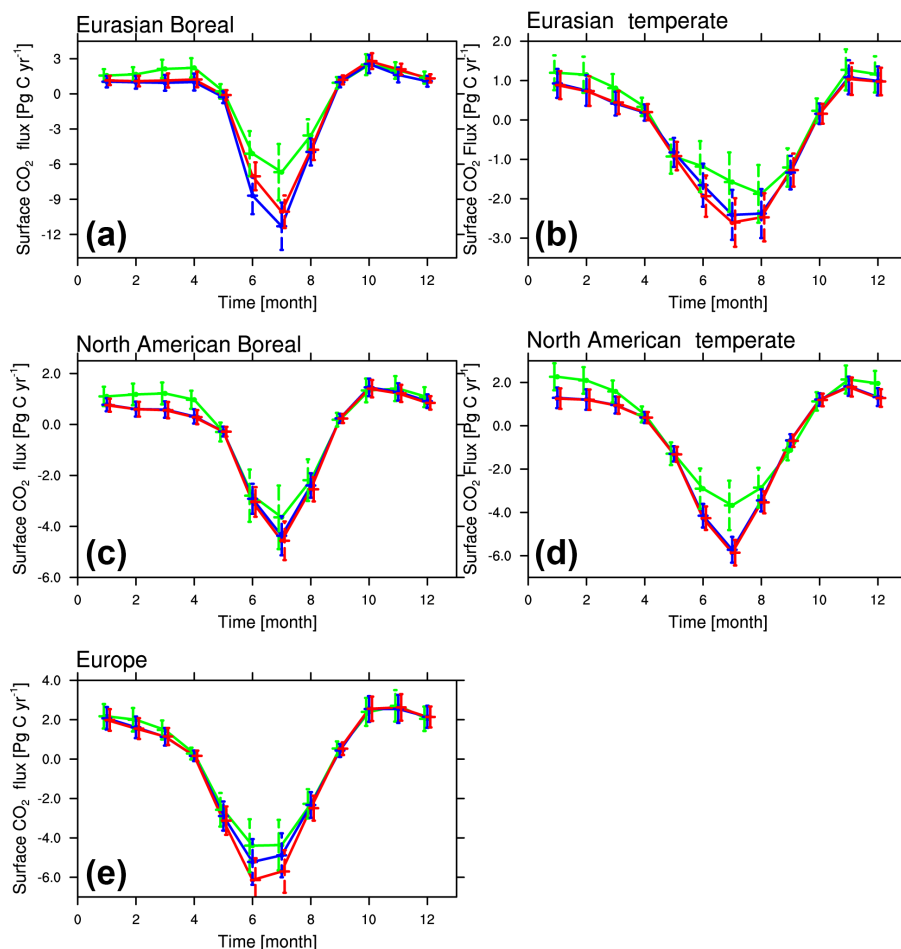 Eurasian Boreal
Surface CO2 flux [Pg C yr-1]
3
0
-3
-6
-9
-12
(a)
0 2 4 6 8 10 12
Time [month]
Eurasian temperate
Surface CO2 Flux [Pg C yr-1]
2.0
1.0
0.0
-1.0
-2.0
-3.0
(b)
0 2 4 6 8 10 12
Time [month]
North American Boreal
Surface CO2 flux [Pg C yr-1]
2.0
0.0
-2.0
-4.0
-6.0
(c)
0 2 4 6 8 10 12
Time [month]
North American temperate
Surface CO2 Flux [Pg C yr-1]
2.0
0.0
-2.0
-4.0
-6.0
(d)
0 2 4 6 8 10 12
Time [month]
Europe
Surface CO2 flux [Pg C yr-1]
4.0
2.0
0.0
-2.0
-4.0
-6.0
(e)
0 2 4 6 8 10 12
Time [month]